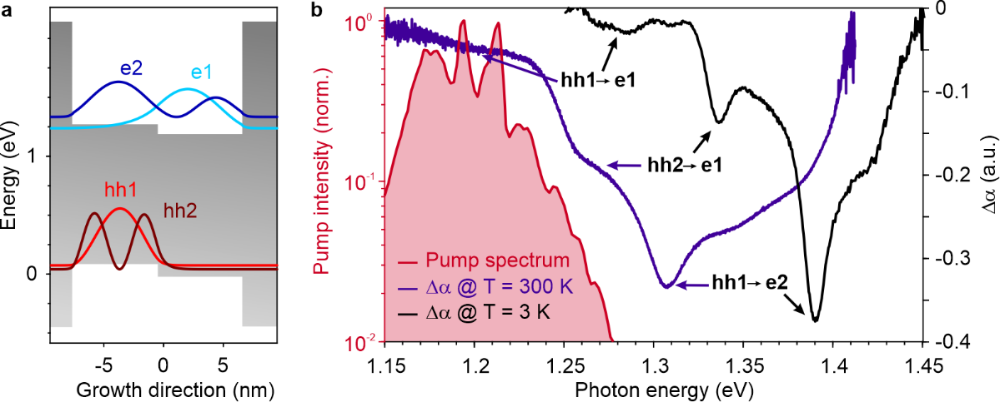 a
e2
e1
hh1
hh2
1
0
Energy (eV)
-5
0
5
Growth direction (nm)
b
10⁰
10⁻¹
10⁻²
Pump intensity (norm.)
hh1→e1
hh2→e1
hh1→e2
Pump spectrum
Δα @ T = 300 K
Δα @ T = 3 K
0
-0.1
-0.2
-0.3
-0.4
Δα (a.u.)
1.15
1.2
1.25
1.3
1.35
1.4
1.45
Photon energy (eV)